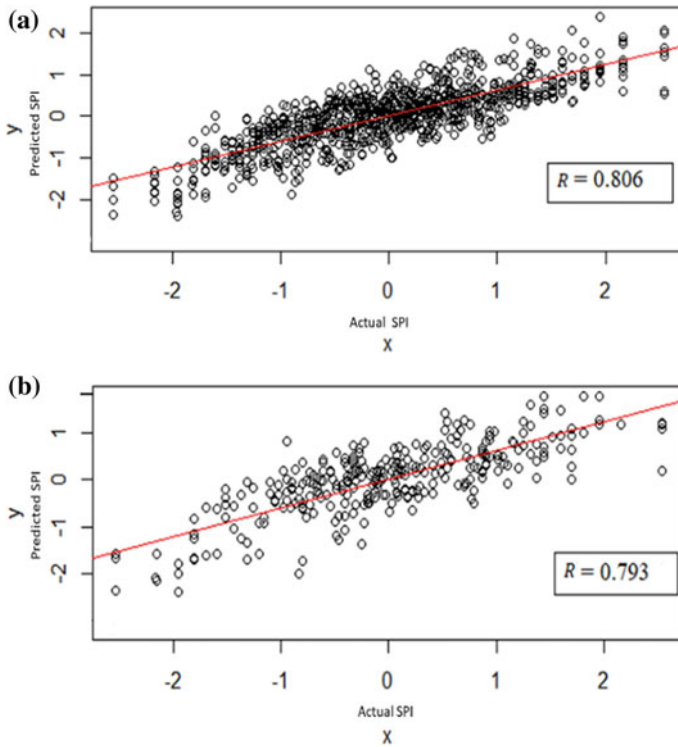 (a)
2
1
0
-1
-2
y
Predicted SPI
R = 0.806
-2 -1 0 1 2
Actual SPI
x
(b)
1
0
-1
-2
y
Predicted SPI
R = 0.793
-2 -1 0 1 2
Actual SPI
x